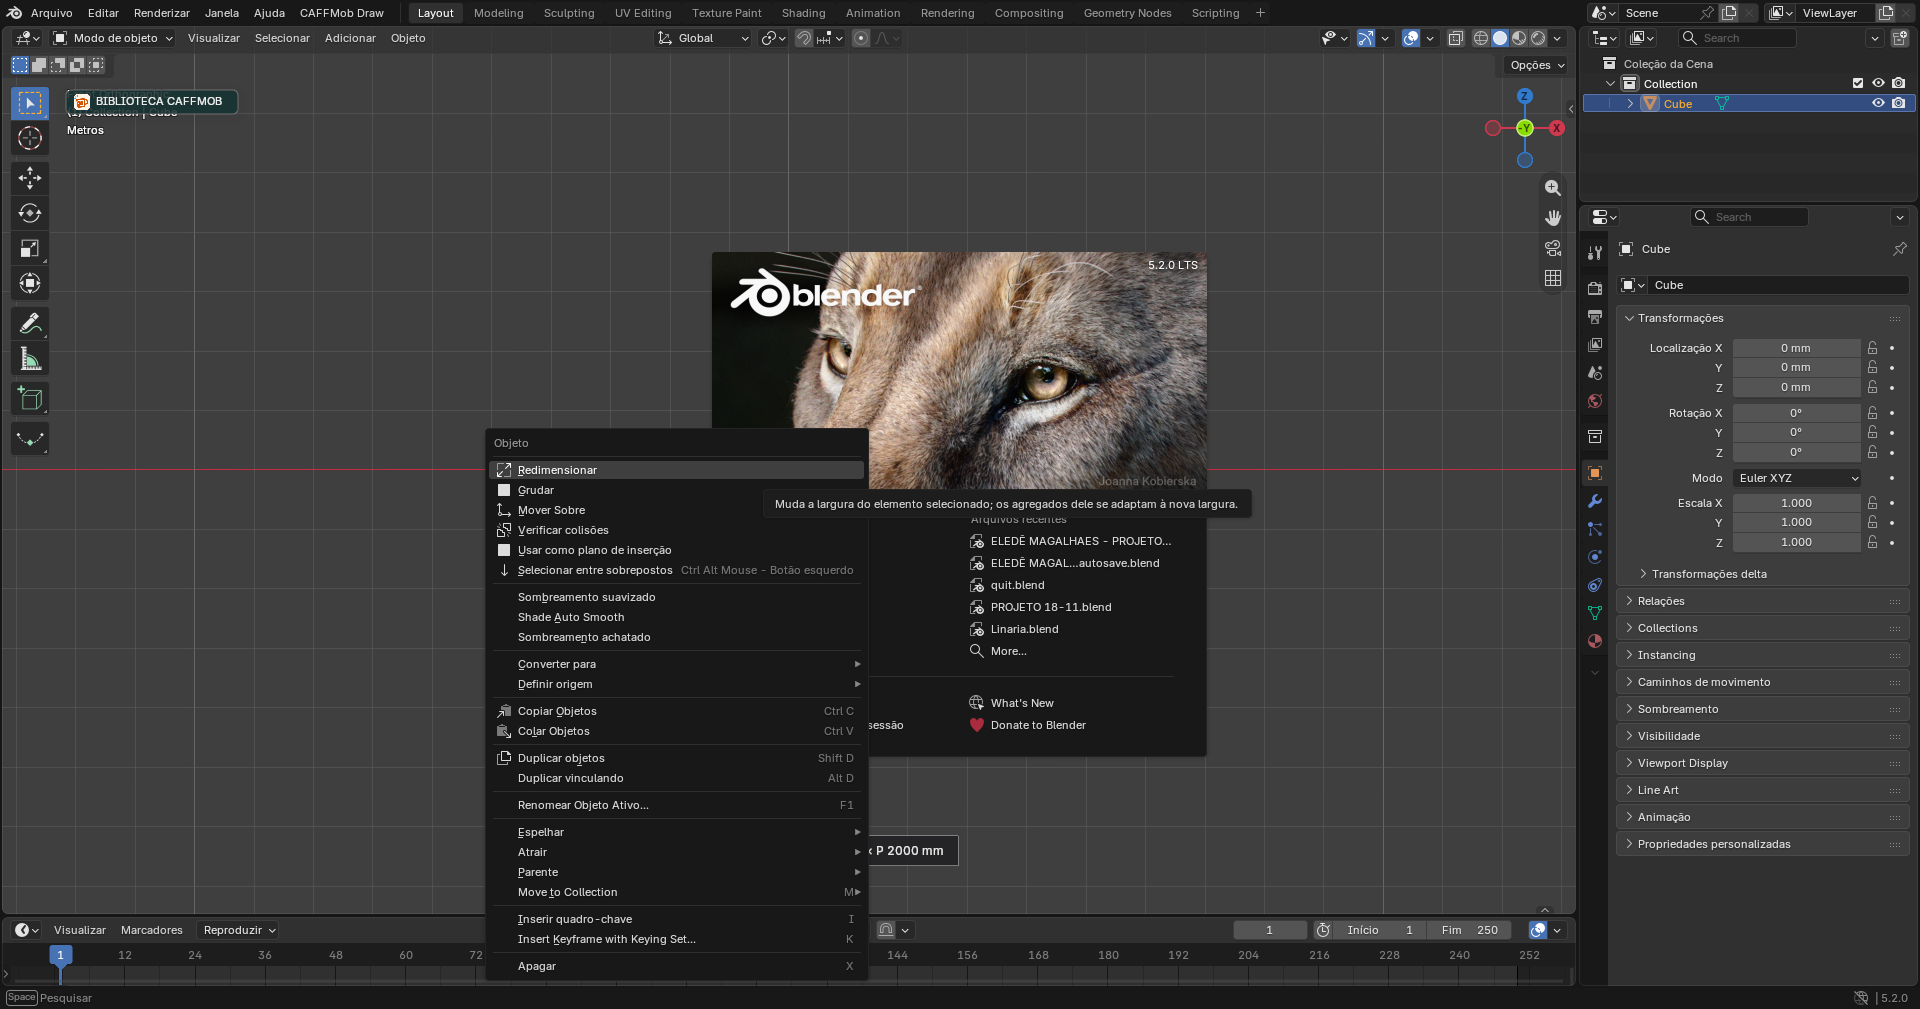 Arquivo Editar Renderizar Janela Ajuda CAFFMob Draw Layout Modeling Sculpting UV Editing Texture Paint Shading Animation Rendering Compositing Geometry Nodes Scripting + Scene ViewLayer
Modo de objeto Visualizar Selecionar Adicionar Objeto Global Search
Opções
BIBLIOTECA CAFFMOB
(1) Collection | Cube
Metros
Z
-Y X
Coleção da Cena
Collection
Cube
Search
Cube
Cube
Transformações
Localização X 0 mm
Y 0 mm
Z 0 mm
Rotação X 0°
Y 0°
Z 0°
Modo Euler XYZ
Escala X 1.000
Y 1.000
Z 1.000
Transformações delta
Relações
Collections
Instancing
Caminhos de movimento
Sombreamento
Visibilidade
Viewport Display
Line Art
Animação
Propriedades personalizadas
5.2.0 LTS
blender
Joanna Kobierska
Objeto
Redimensionar
Grudar
Mover Sobre
Verificar colisões
Usar como plano de inserção
Selecionar entre sobrepostos Ctrl Alt Mouse - Botão esquerdo
Sombreamento suavizado
Shade Auto Smooth
Sombreamento achatado
Converter para
Definir origem
Copiar Objetos Ctrl C
Colar Objetos Ctrl V
Duplicar objetos Shift D
Duplicar vinculando Alt D
Renomear Objeto Ativo... F1
Espelhar
Atrair
Parente
Move to Collection M
Inserir quadro-chave I
Insert Keyframe with Keying Set... K
Apagar X
Muda a largura do elemento selecionado; os agregados dele se adaptam à nova largura.
Arquivos recentes
ELEDÊ MAGALHAES - PROJETO...
ELEDÊ MAGAL...autosave.blend
quit.blend
PROJETO 18-11.blend
Linaria.blend
More...
What's New
sessão Donate to Blender
P 2000 mm
Visualizar Marcadores Reproduzir 1 Início 1 Fim 250
1 12 24 36 48 60 72 144 156 168 180 192 204 216 228 240 252
Space Pesquisar 5.2.0